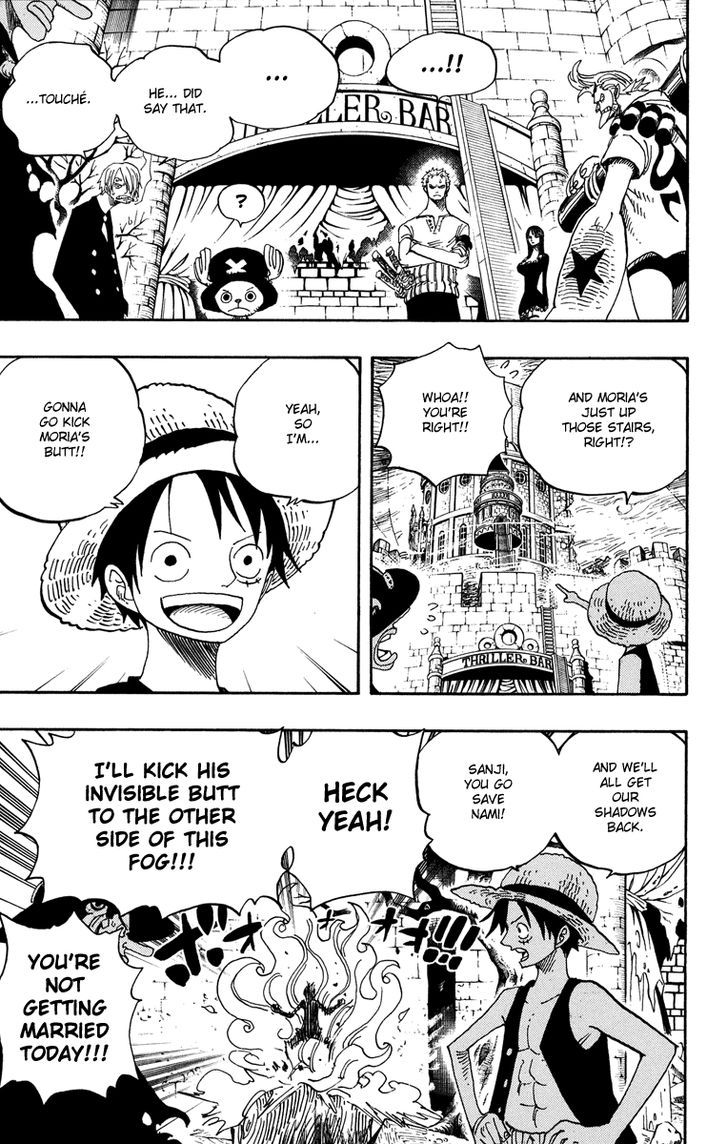 ...!!
...
HE... DID
SAY THAT.
...TOUCHÉ.
THRILLER BAR
?
AND MORIA'S
JUST UP
THOSE STAIRS,
RIGHT!?
WHOA!!
YOU'RE
RIGHT!!
THRILLER BAR
YEAH,
SO
I'M...
GONNA
GO KICK
MORIA'S
BUTT!!
AND WE'LL
ALL GET
OUR
SHADOWS
BACK.
SANJI,
YOU GO
SAVE
NAMI!
HECK
YEAH!
I'LL KICK HIS
INVISIBLE BUTT
TO THE OTHER
SIDE OF THIS
FOG!!!
YOU'RE
NOT
GETTING
MARRIED
TODAY!!!